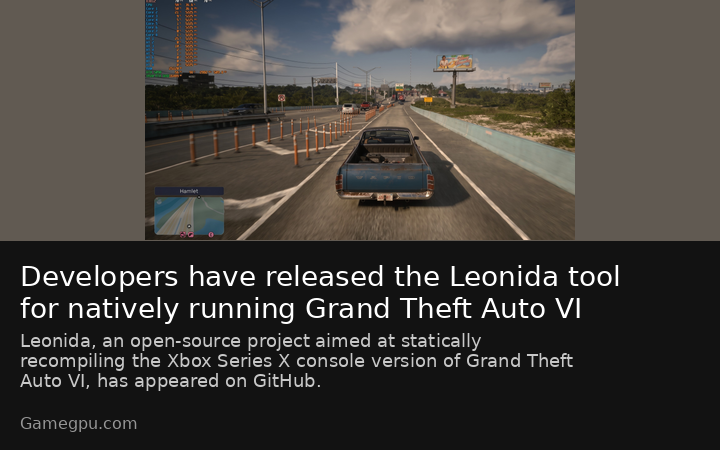 Hamlet
Developers have released the Leonida tool
for natively running Grand Theft Auto VI
Leonida, an open-source project aimed at statically
recompiling the Xbox Series X console version of Grand Theft
Auto VI, has appeared on GitHub.
Gamegpu.com